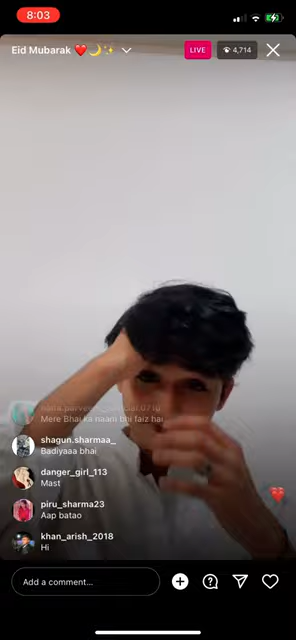 8:03
Eid Mubarak ❤️🌙✨
LIVE
4,714
Mere Bhai ka naam bhi faiz hai
shagun.sharmaa_
Badiyaaa bhai
danger_girl_113
Mast
piru_sharma23
Aap batao
khan_arish_2018
Hi
Add a comment...